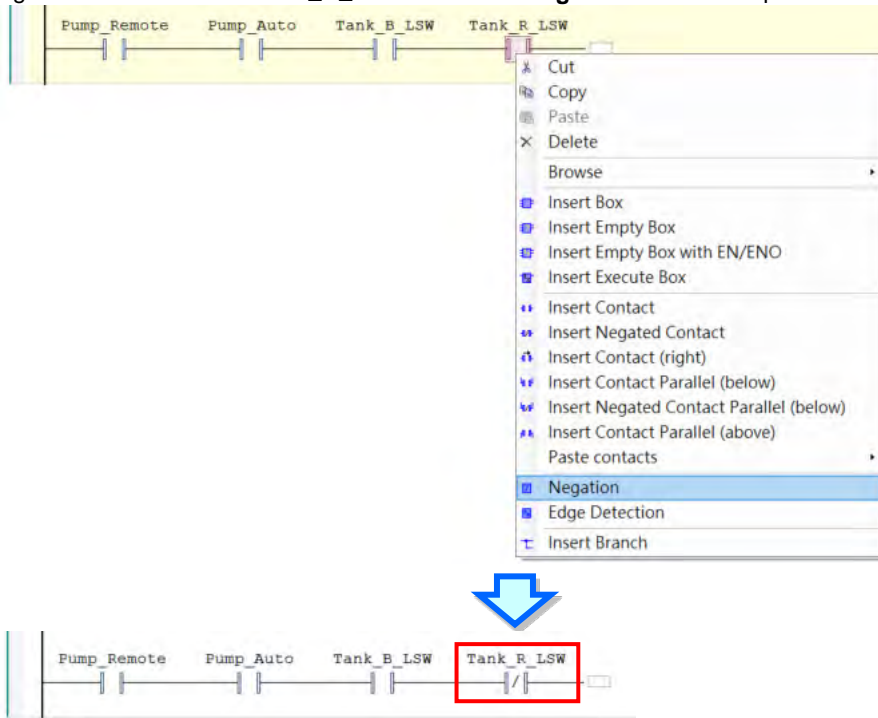 Pump_Remote Pump_Auto Tank_B_LSW Tank_R_LSW
Cut
Copy
Paste
Delete
Browse
Insert Box
Insert Empty Box
Insert Empty Box with EN/ENO
Insert Execute Box
Insert Contact
Insert Negated Contact
Insert Contact (right)
Insert Contact Parallel (below)
Insert Negated Contact Parallel (below)
Insert Contact Parallel (above)
Paste contacts
Negation
Edge Detection
Insert Branch
Pump_Remote Pump_Auto Tank_B_LSW Tank_R_LSW